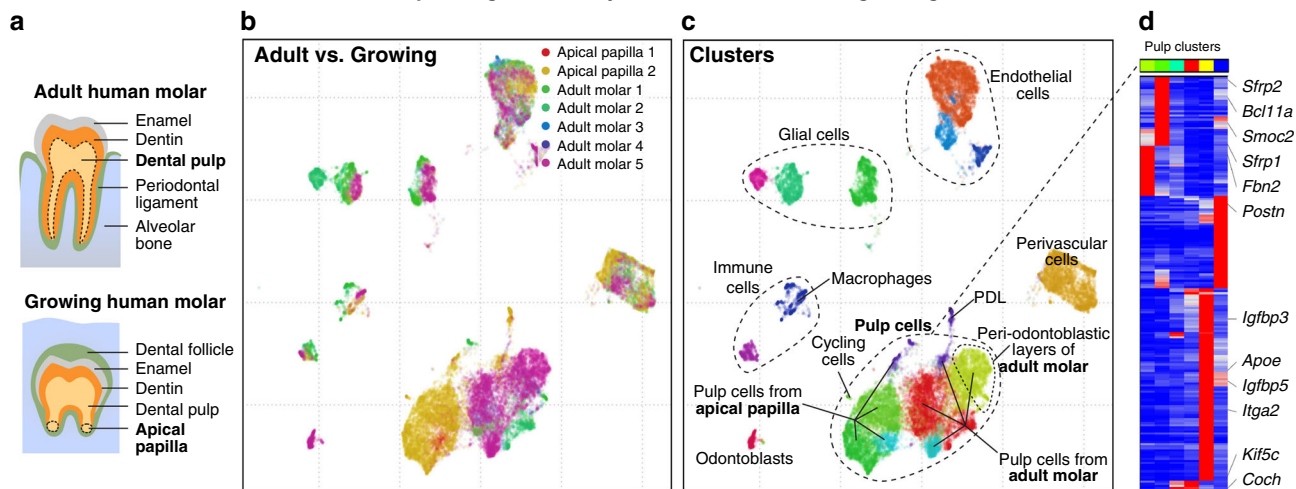 a
Adult human molar
Enamel
Dentin
Dental pulp
Periodontal
ligament
Alveolar
bone
Growing human molar
Dental follicle
Enamel
Dentin
Dental pulp
Apical
papilla
b
Adult vs. Growing
Apical papilla 1
Apical papilla 2
Adult molar 1
Adult molar 2
Adult molar 3
Adult molar 4
Adult molar 5
c
Clusters
Endothelial
cells
Glial cells
Perivascular
cells
Immune
cells
Macrophages
PDL
Pulp cells
Cycling
cells
Peri-odontoblastic
layers of
adult molar
Pulp cells from
apical papilla
Odontoblasts
Pulp cells from
adult molar
d
Pulp clusters
Sfrp2
Bcl11a
Smoc2
Sfrp1
Fbn2
Postn
Igfbp3
Apoe
Igfbp5
Itga2
Kif5c
Coch